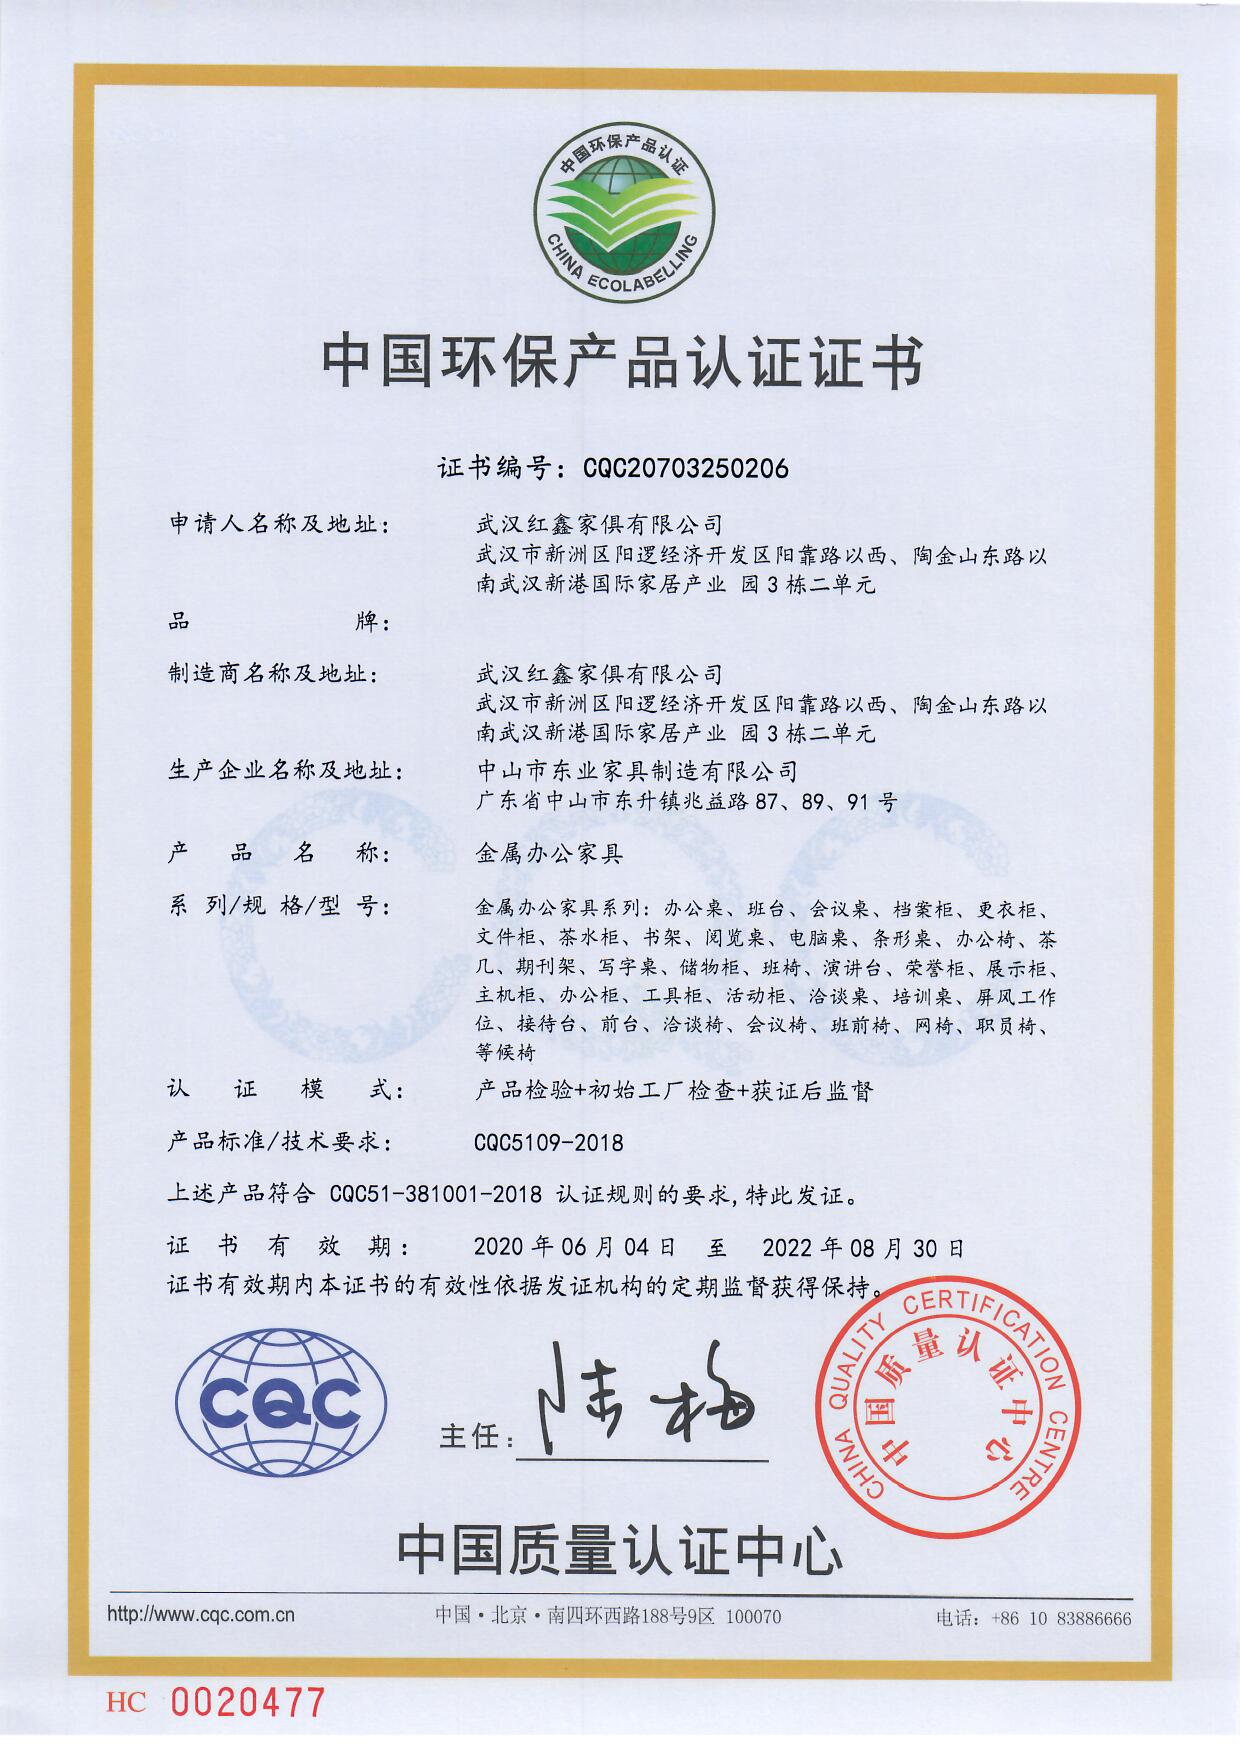 中国环保产品认证
CHINA ECOLABELLING
中国环保产品认证证书
证书编号：CQC20703250206
申请人名称及地址：
武汉红鑫家俱有限公司
武汉市新洲区阳逻经济开发区阳靠路以西、陶金山东路以
南武汉新港国际家居产业 园3栋二单元
品 牌：
制造商名称及地址：
武汉红鑫家俱有限公司
武汉市新洲区阳逻经济开发区阳靠路以西、陶金山东路以
南武汉新港国际家居产业 园3栋二单元
生产企业名称及地址：
中山市东业家具制造有限公司
广东省中山市东升镇兆益路87、89、91号
产 品 名 称：
金属办公家具
系 列/规 格/型 号：
金属办公家具系列：办公桌、班台、会议桌、档案柜、更衣柜、
文件柜、茶水柜、书架、阅览桌、电脑桌、条形桌、办公椅、茶
几、期刊架、写字桌、储物柜、班椅、演讲台、荣誉柜、展示柜、
主机柜、办公柜、工具柜、活动柜、洽谈桌、培训桌、屏风工作
位、接待台、前台、洽谈椅、会议椅、班前椅、网椅、职员椅、
等候椅
认 证 模 式：
产品检验+初始工厂检查+获证后监督
产品标准/技术要求：
CQC5109-2018
上述产品符合 CQC51-381001-2018 认证规则的要求,特此发证。
证 书 有 效 期：
2020年06月04日 至 2022年08月30日
证书有效期内本证书的有效性依据发证机构的定期监督获得保持。
CQC
主任：
陆梅
CHINA QUALITY CERTIFICATION CENTRE
中国质量认证中心
中国质量认证中心
http://www.cqc.com.cn
中国·北京·南四环西路188号9区 100070
电话：+86 10 83886666
HC 0020477